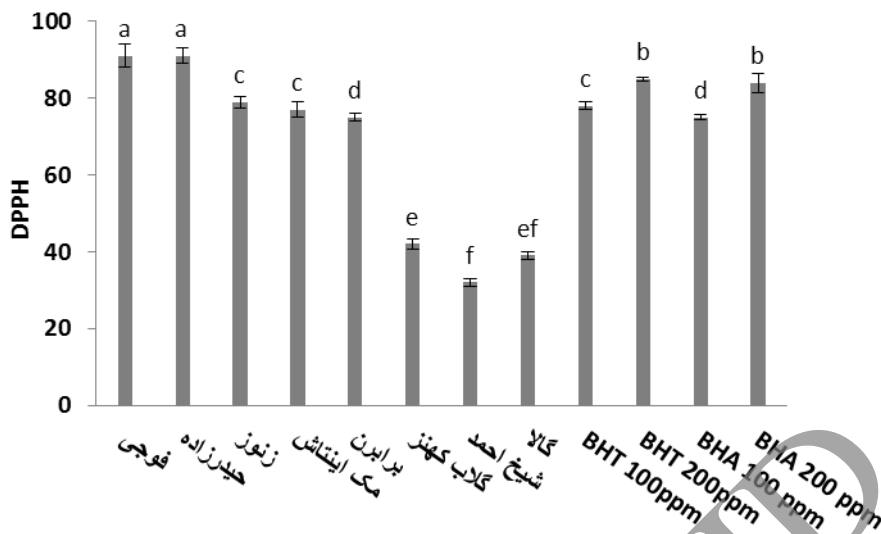 100
80
60
40
20
0
DPPH
a
a
c
c
d
e
f
ef
c
b
d
b
فوجی
حیدرزاده
زنوز
مک اینتاش
برابرن
گلاب کهنز
شیخ احمد
گالا
BHT 100ppm
BHT 200ppm
BHA 100 ppm
BHA 200 ppm